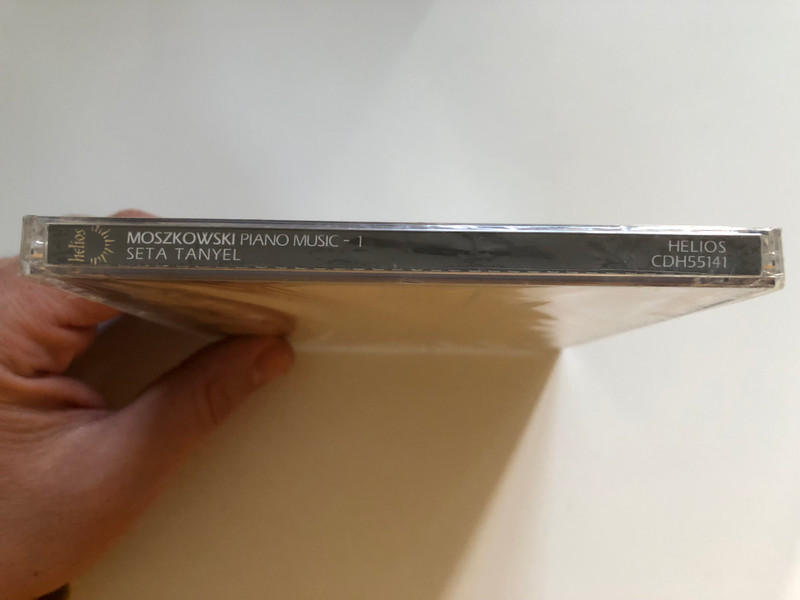 helios
MOSZKOWSKI PIANO MUSIC - 1
SETA TANYEL
HELIOS
CDH55141